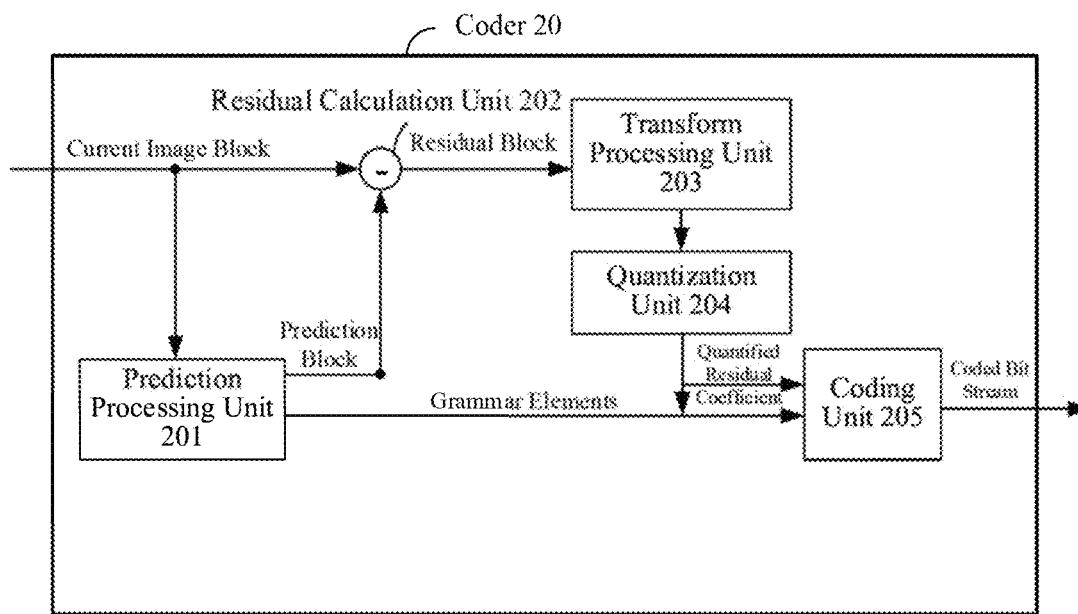 Coder 20
Residual Calculation Unit 202
Current Image Block
-
Residual Block
Transform
Processing Unit
203
Quantization
Unit 204
Prediction
Block
Prediction
Processing Unit
201
Quantified
Residual
Coefficient
Grammar Elements
Coding
Unit 205
Coded Bit
Stream